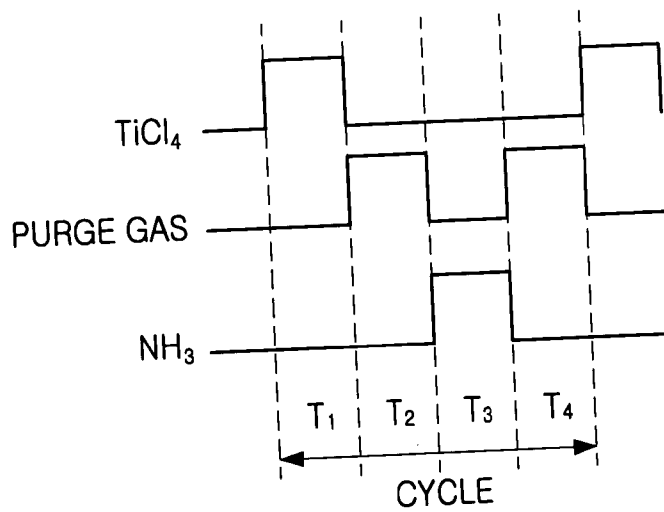 TiCl₄
PURGE GAS
NH₃
T₁ T₂ T₃ T₄
CYCLE